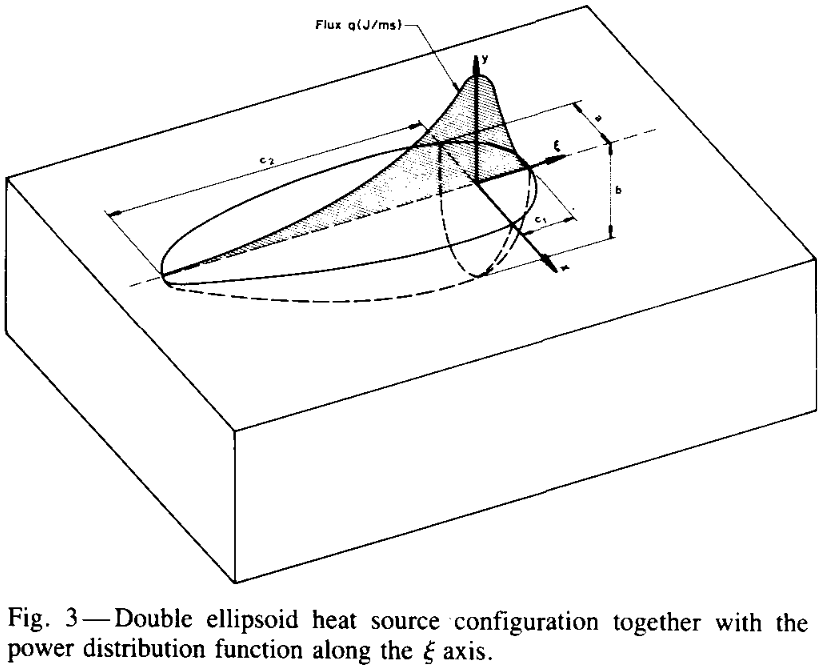 Flux q(J/ms)
y
c₂
a
ξ
b
c₁
x
Fig. 3—Double ellipsoid heat source configuration together with the
power distribution function along the ξ axis.